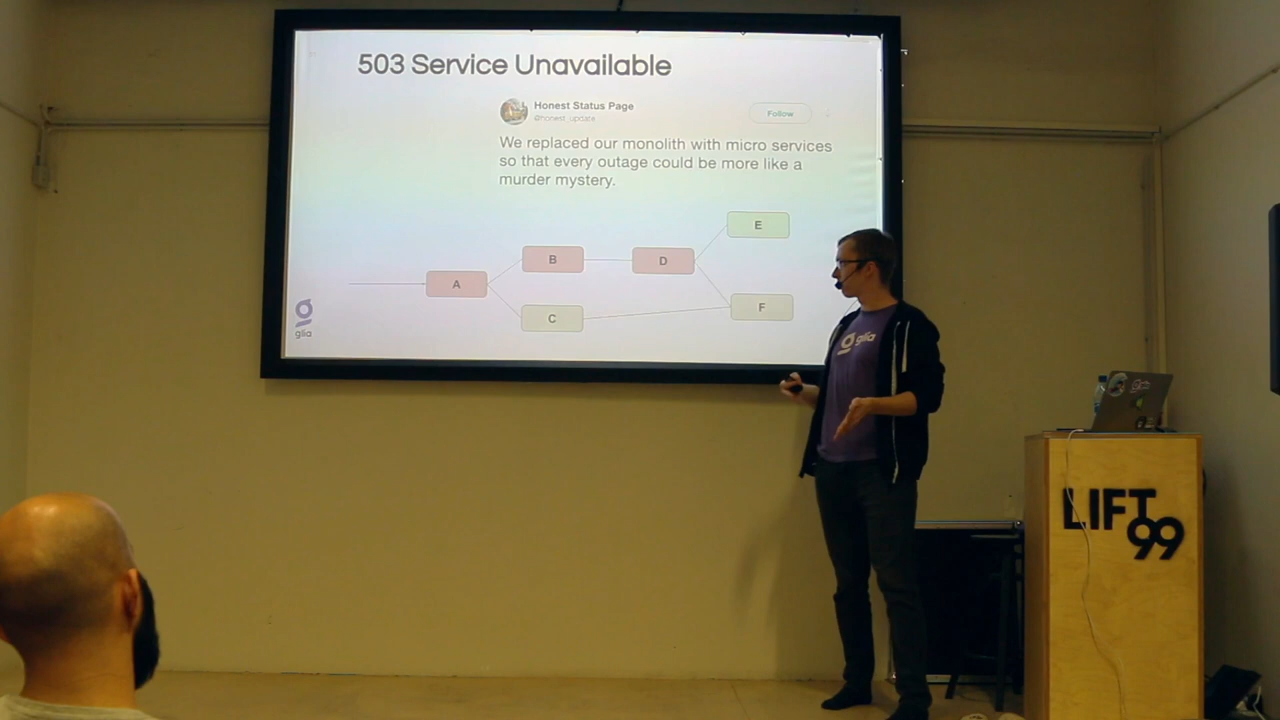 503 Service Unavailable
Honest Status Page
@honest_update
Follow
We replaced our monolith with micro services
so that every outage could be more like a
murder mystery.
E
B
D
A
F
C
glia
glia
LIFT
99